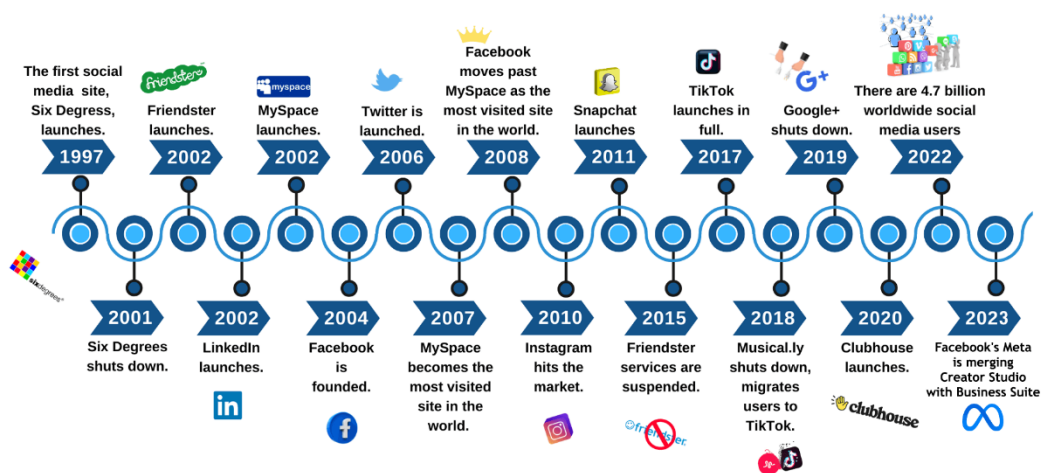 The first social
media site,
Six Degress,
launches.
1997
sixdegrees
2001
Six Degrees
shuts down.
friendster
Friendster
launches.
2002
2002
LinkedIn
launches.
in
myspace
MySpace
launches.
2002
2004
Facebook
is
founded.
f
Twitter is
launched.
2006
2007
MySpace
becomes the
most visited
site in the
world.
Facebook
moves past
MySpace as the
most visited site
in the world.
2008
2010
Instagram
hits the
market.
Snapchat
launches
2011
2015
Friendster
services are
suspended.
friendster
TikTok
launches in
full.
2017
2018
Musical.ly
shuts down,
migrates
users to
TikTok.
G+
Google+
shuts down.
2019
2020
Clubhouse
launches.
clubhouse
There are 4.7 billion
worldwide social
media users
2022
2023
Facebook's Meta
is merging
Creator Studio
with Business Suite